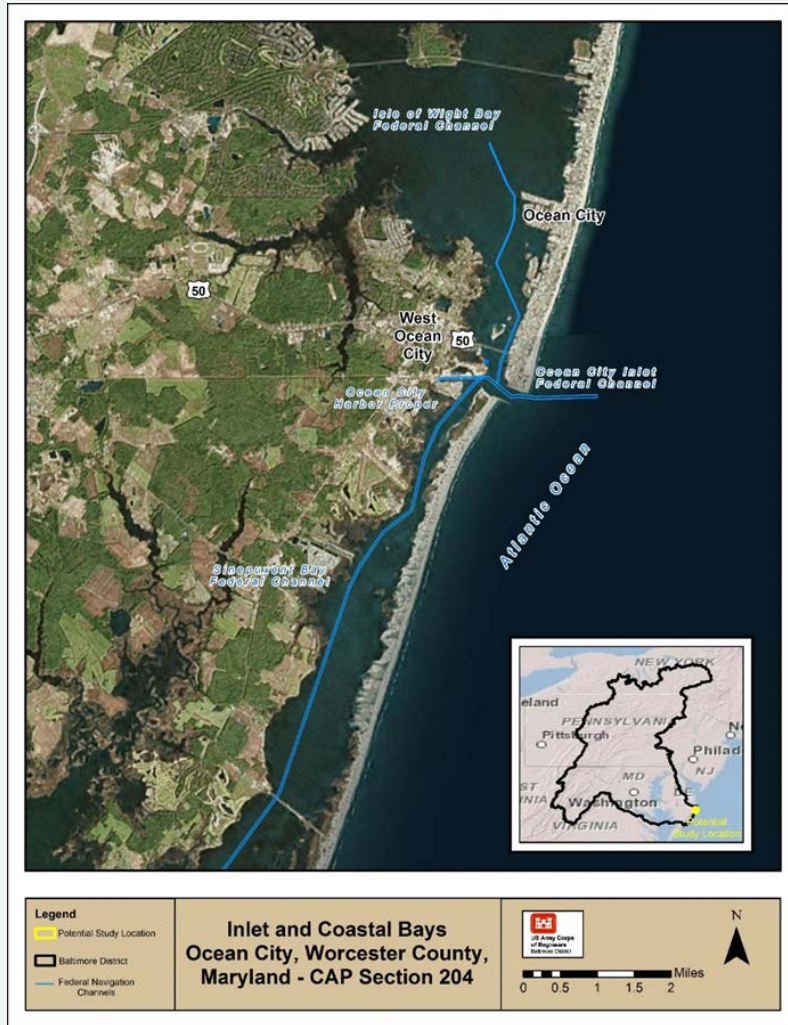 Isle of Wight Bay
Federal Channel
Ocean City
50
West
Ocean
City
50
Ocean City Inlet
Federal Channel
Ocean City
Harbor Proper
Atlantic Ocean
Sinepuxent Bay
Federal Channel
NEW YORK
eland
PENNSYLVANIA
Pittsburgh
Philad
NJ
MD
DE
ST
INIA
Washington
VIRGINIA
Potential
Study Location
Legend
Potential Study Location
Baltimore District
Federal Navigation
Channels
Inlet and Coastal Bays
Ocean City, Worcester County,
Maryland - CAP Section 204
US Army Corps
of Engineers
Baltimore District
N
Miles
0 0.5 1 1.5 2